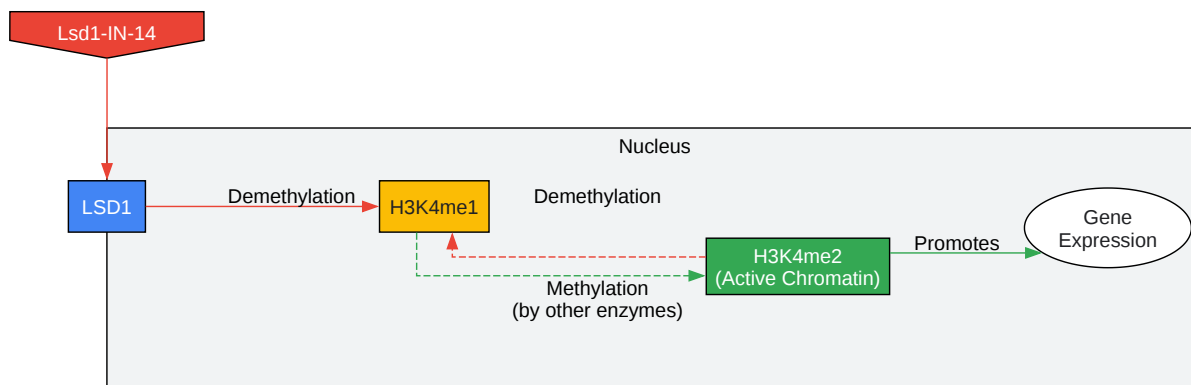 Lsd1-IN-14
Nucleus
LSD1
Demethylation
H3K4me1
Demethylation
H3K4me2
(Active Chromatin)
Promotes
Gene
Expression
Methylation
(by other enzymes)